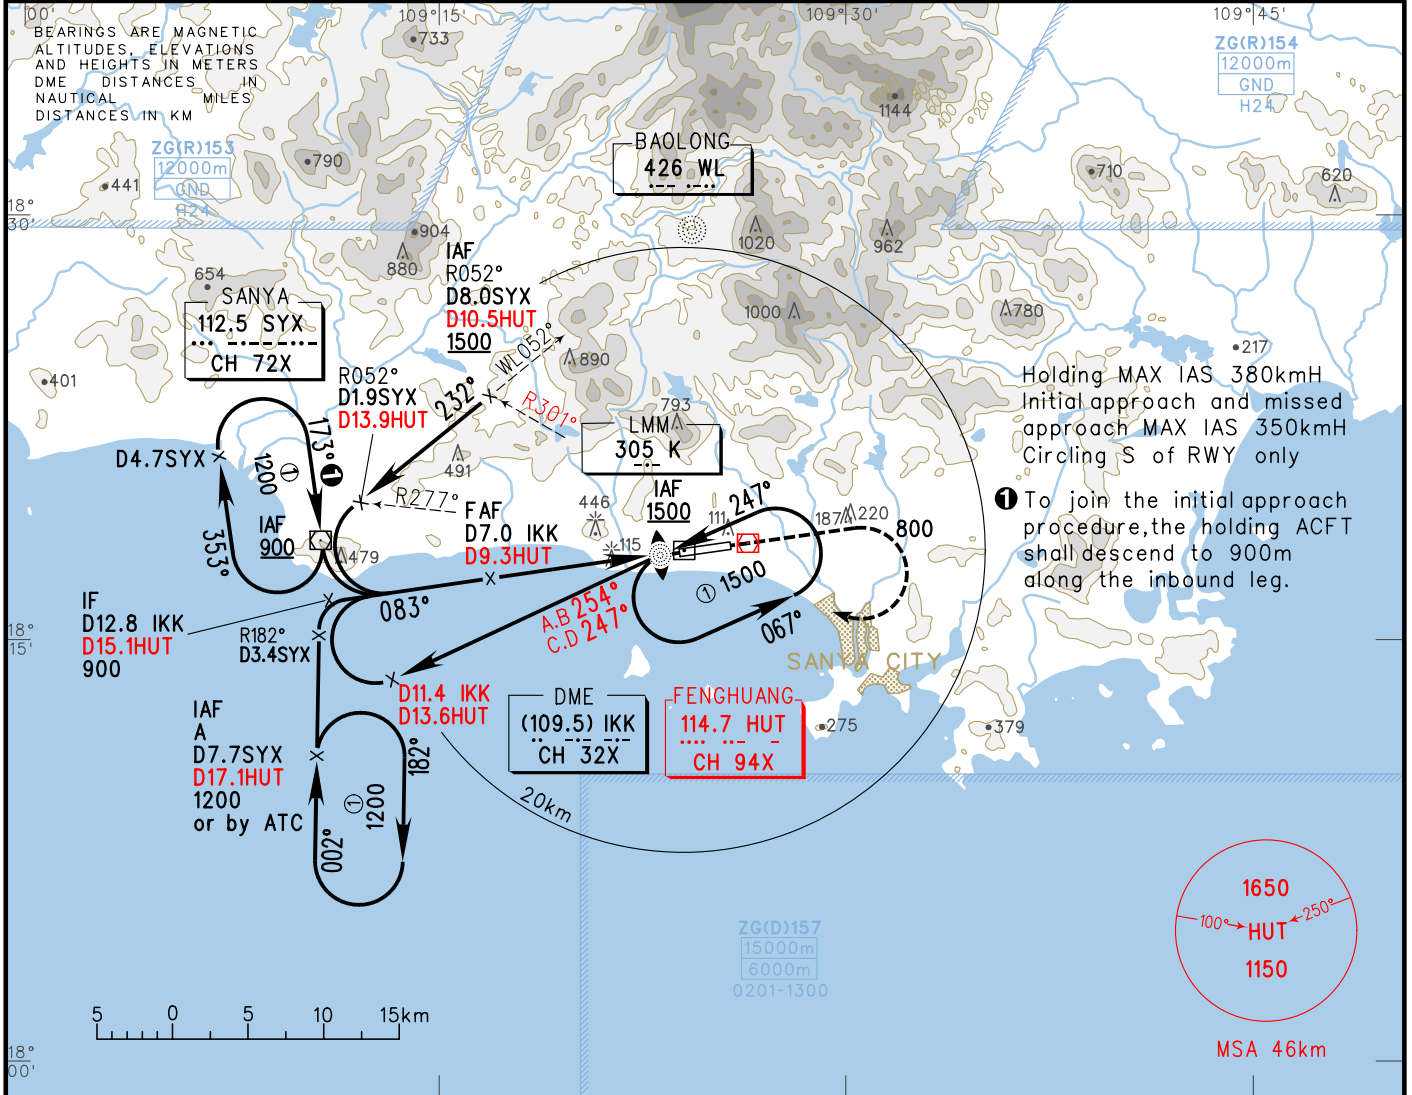 00'
109°15'
109°30'
109°45'
BEARINGS ARE MAGNETIC
ALTITUDES, ELEVATIONS
AND HEIGHTS IN METERS
DME DISTANCES IN
NAUTICAL MILES
DISTANCES IN KM
733
1144
ZG(R)154
12000m
GND
H24
ZG(R)153
12000m
GND
H24
790
441
BAOLONG
426 WL
710
620
18°
30'
904
880
1020
962
654
IAF
R052°
D8.0SYX
D10.5HUT
1500
SANYA
112.5 SYX
CH 72X
1000
780
217
WL052°
890
401
R052°
D1.9SYX
D13.9HUT
232°
R301°
793
Holding MAX IAS 380kmH
Initial approach and missed
approach MAX IAS 350kmH
Circling S of RWY only
LMM
305 K
173°
1
D4.7SYX
1200
1
491
IAF
1500
247°
R277°
446
111
187
220
800
1 To join the initial approach
procedure,the holding ACFT
shall descend to 900m
along the inbound leg.
FAF
D7.0 IKK
D9.3HUT
IAF
900
479
115
353°
1 1500
083°
A.B 254°
C.D 247°
067°
IF
D12.8 IKK
D15.1HUT
900
R182°
D3.4SYX
18°
15'
SANYA CITY
D11.4 IKK
D13.6HUT
DME
(109.5) IKK
CH 32X
FENGHUANG
114.7 HUT
CH 94X
275
379
IAF
A
D7.7SYX
D17.1HUT
1200
or by ATC
182°
1
1200
002°
20km
1650
100°
250°
HUT
1150
MSA 46km
ZG(D)157
15000m
6000m
0201-1300
5 0 5 10 15km
18°
00'